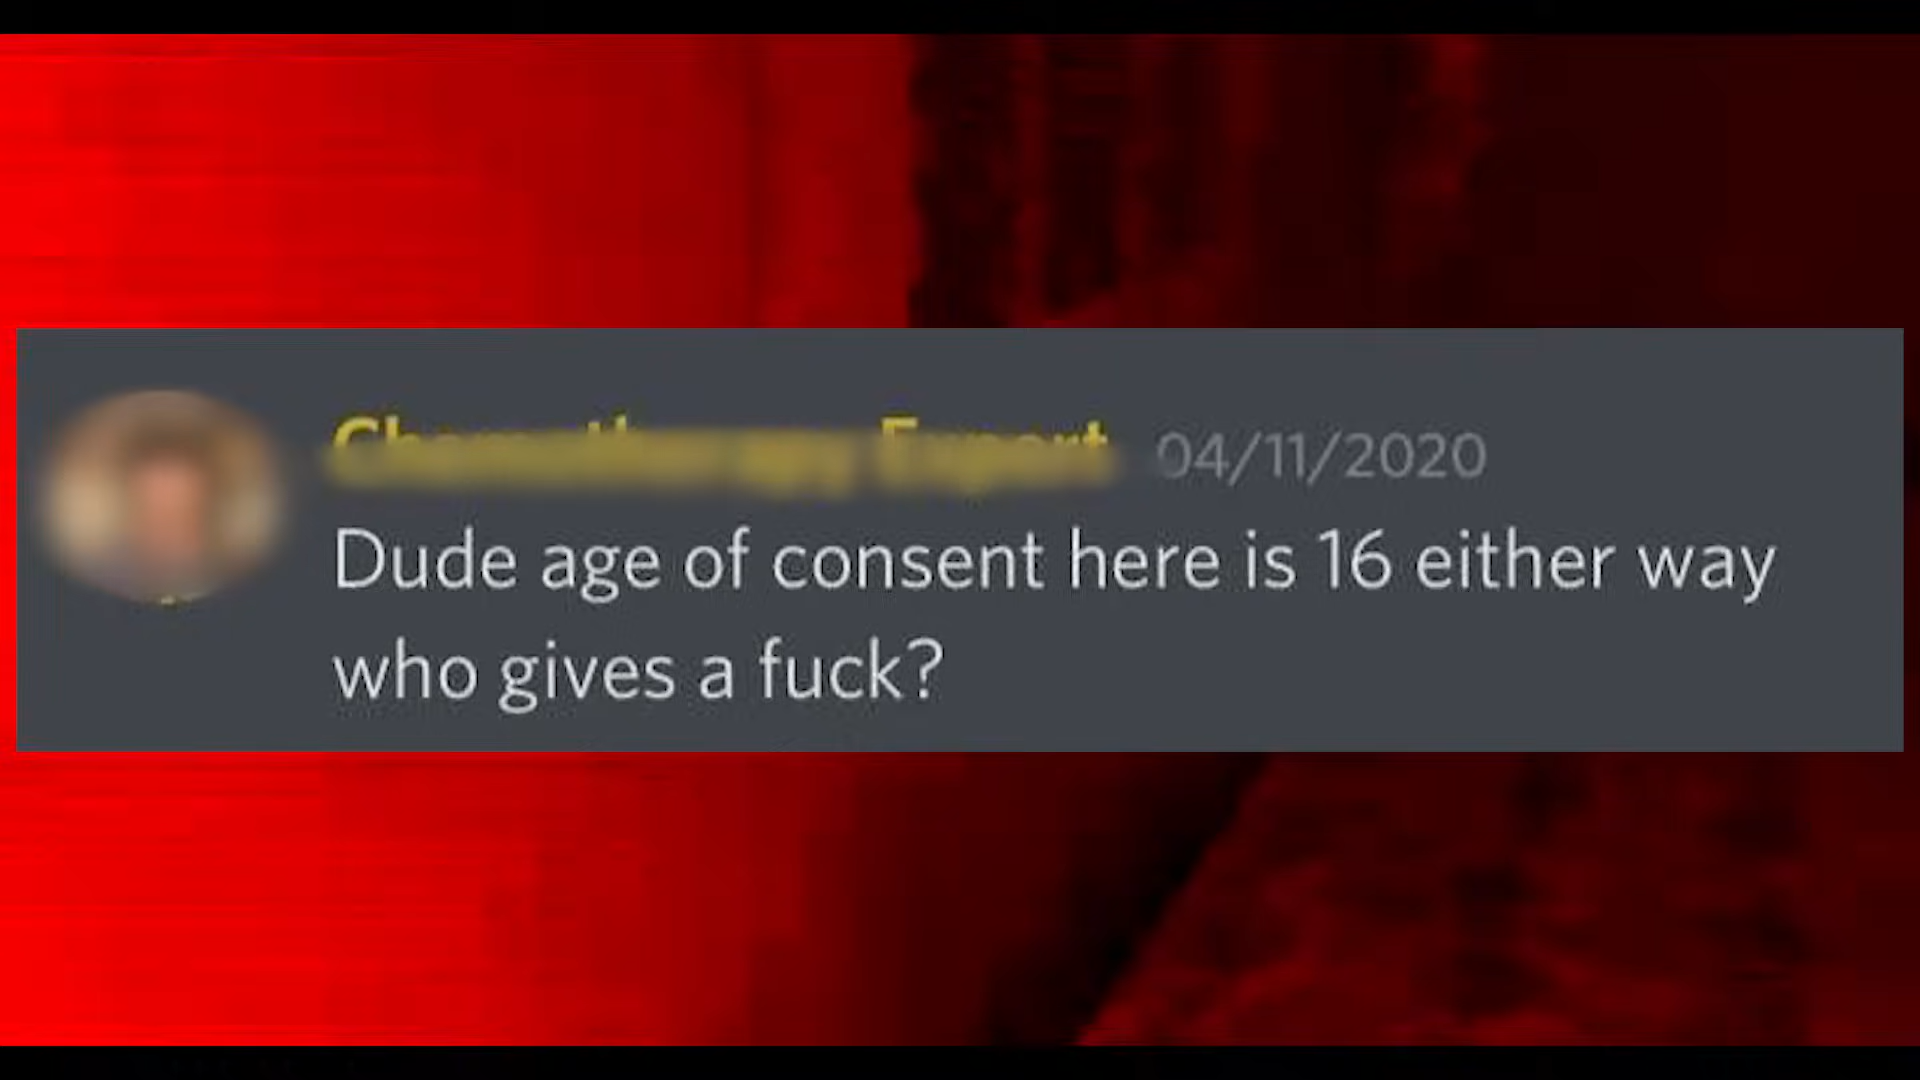 04/11/2020
Dude age of consent here is 16 either way
who gives a fuck?